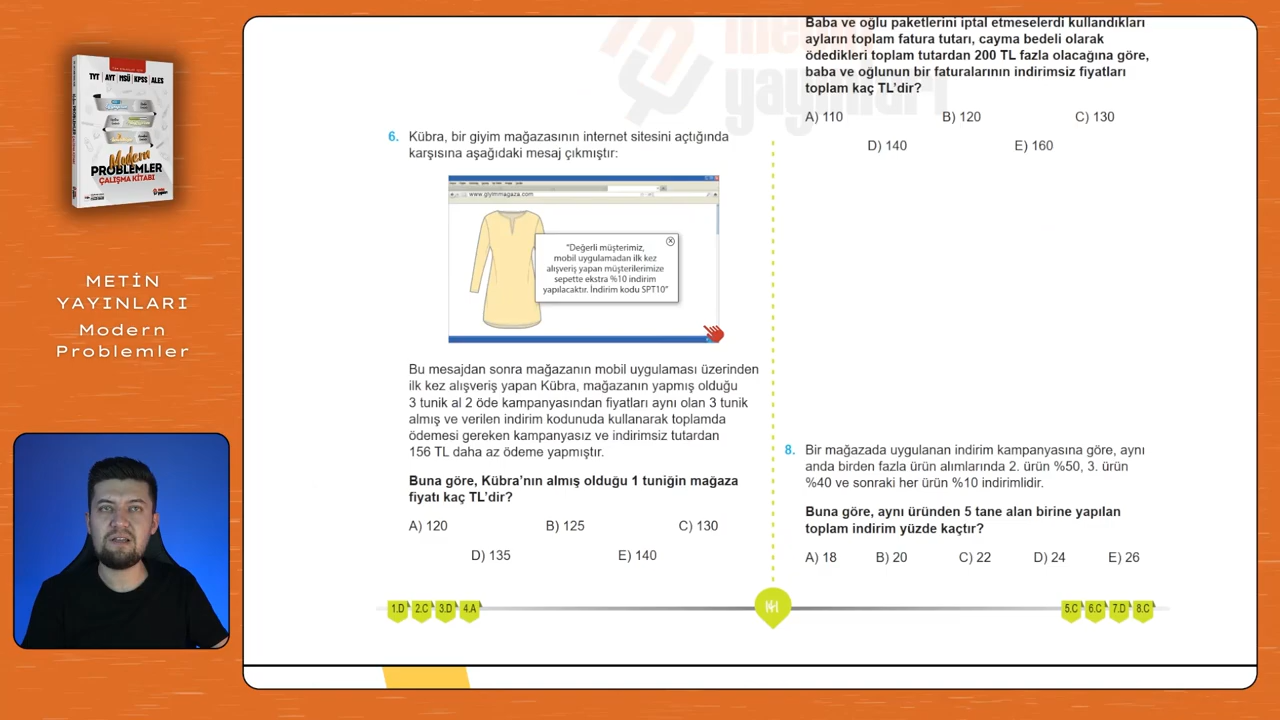 TYT | AYT | MSÜ | KPSS | ALES
Modern
PROBLEMLER
ÇALIŞMA KİTABI
METİN
YAYINLARI
Modern
Problemler
6. Kübra, bir giyim mağazasının internet sitesini açtığında
karşısına aşağıdaki mesaj çıkmıştır:
www.giyimmagaza.com
"Değerli müşterimiz,
mobil uygulamadan ilk kez
alışveriş yapan müşterilerimize
sepette ekstra %10 indirim
yapılacaktır. İndirim kodu SPT10"
Bu mesajdan sonra mağazanın mobil uygulaması üzerinden
ilk kez alışveriş yapan Kübra, mağazanın yapmış olduğu
3 tunik al 2 öde kampanyasından fiyatları aynı olan 3 tunik
almış ve verilen indirim kodunuda kullanarak toplamda
ödemesi gereken kampanyasız ve indirimsiz tutardan
156 TL daha az ödeme yapmıştır.
Buna göre, Kübra'nın almış olduğu 1 tuniğin mağaza
fiyatı kaç TL'dir?
A) 120 B) 125 C) 130
D) 135 E) 140
1.D 2.C 3.D 4.A
Baba ve oğlu paketlerini iptal etmeselerdi kullandıkları
ayların toplam fatura tutarı, cayma bedeli olarak
ödedikleri toplam tutardan 200 TL fazla olacağına göre,
baba ve oğlunun bir faturalarının indirimsiz fiyatları
toplam kaç TL'dir?
A) 110 B) 120 C) 130
D) 140 E) 160
yayınları
8. Bir mağazada uygulanan indirim kampanyasına göre, aynı
anda birden fazla ürün alımlarında 2. ürün %50, 3. ürün
%40 ve sonraki her ürün %10 indirimlidir.
Buna göre, aynı üründen 5 tane alan birine yapılan
toplam indirim yüzde kaçtır?
A) 18 B) 20 C) 22 D) 24 E) 26
5.C 6.C 7.D 8.C